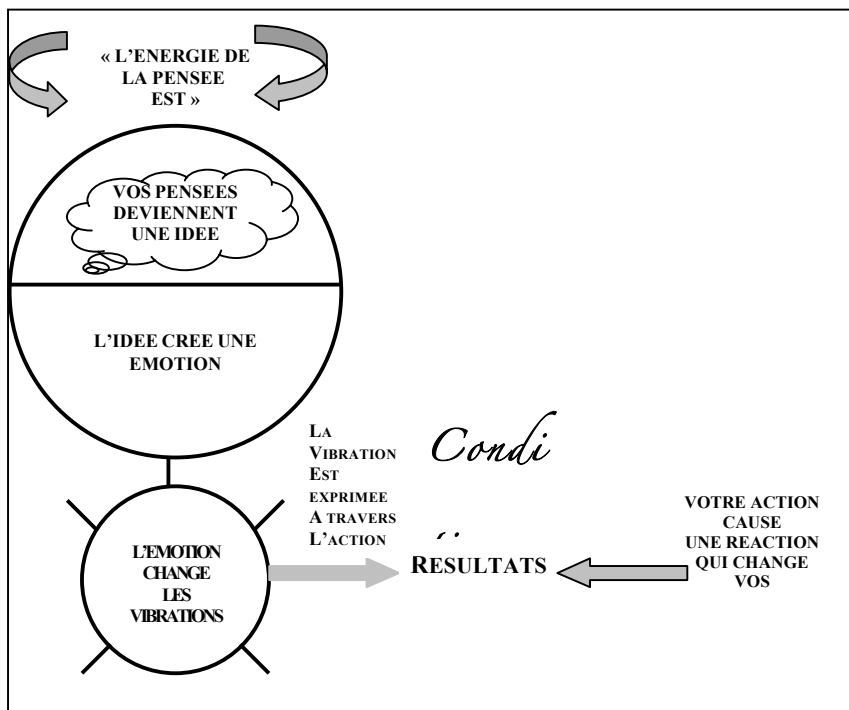 « L'ENERGIE DE
LA PENSEE
EST »
VOS PENSEES
DEVIENNENT
UNE IDEE
L'IDEE CREE UNE
EMOTION
LA
VIBRATION
EST
EXPRIMEE
A TRAVERS
L'ACTION
Condi
L'EMOTION
CHANGE
LES
VIBRATIONS
RESULTATS
VOTRE ACTION
CAUSE
UNE REACTION
QUI CHANGE
VOS